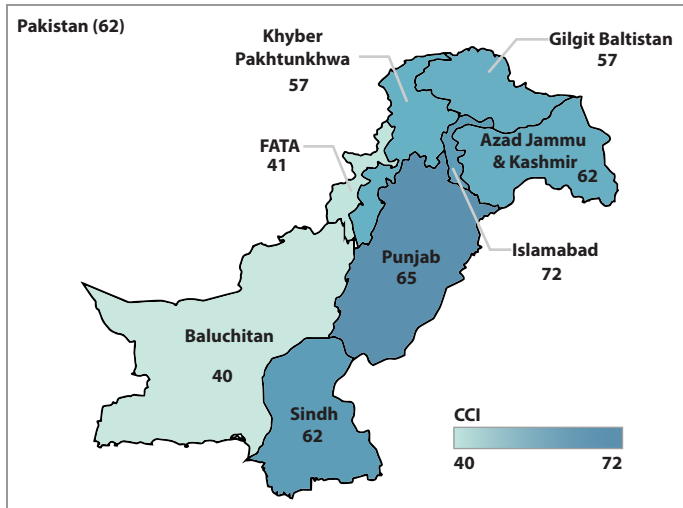 Pakistan (62)
Khyber
Pakhtunkhwa
57
Gilgit Baltistan
57
FATA
41
Azad Jammu
& Kashmir
62
Islamabad
72
Punjab
65
Baluchitan
40
Sindh
62
CCI
40 72